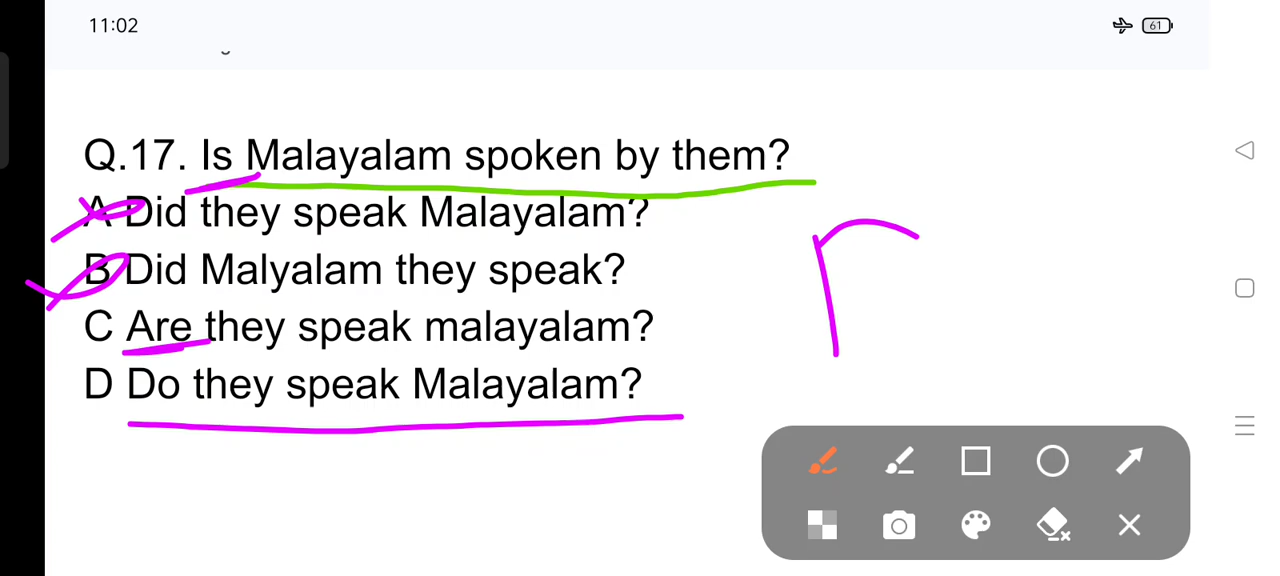 11:02
61
Q.17. Is Malayalam spoken by them?
A Did they speak Malayalam?
B Did Malyalam they speak?
C Are they speak malayalam?
D Do they speak Malayalam?